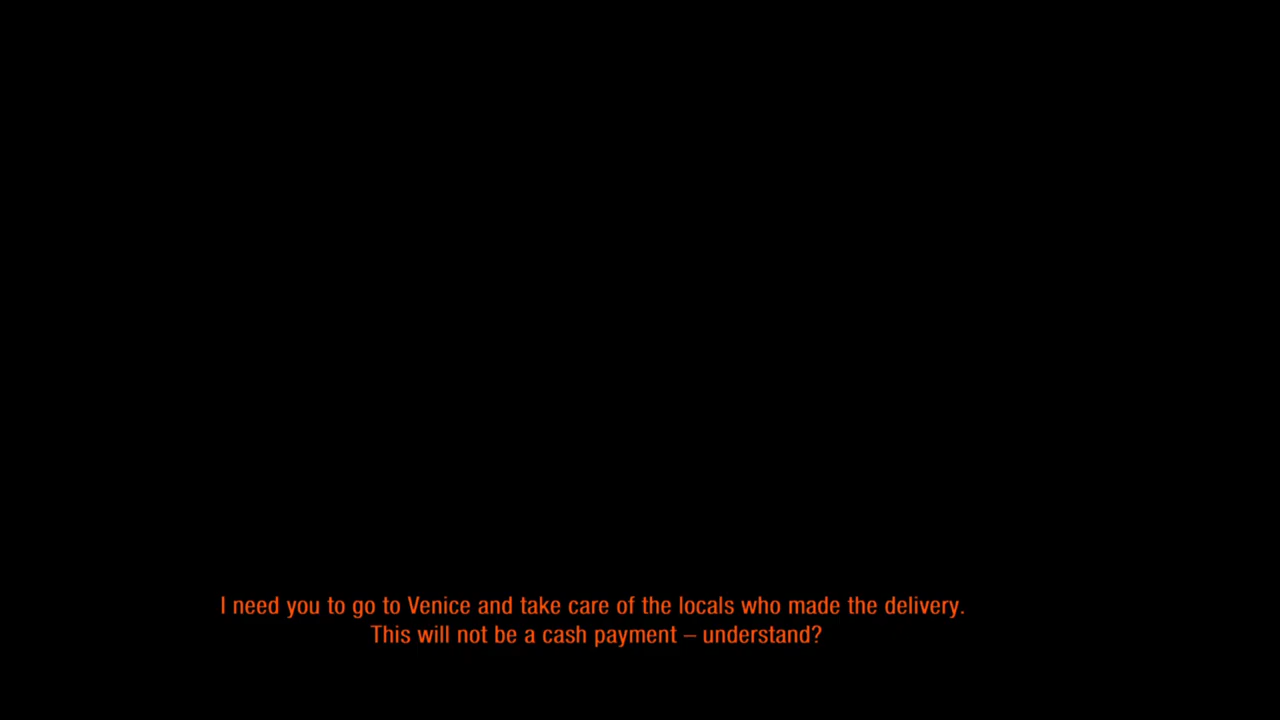 I need you to go to Venice and take care of the locals who made the delivery.
This will not be a cash payment – understand?